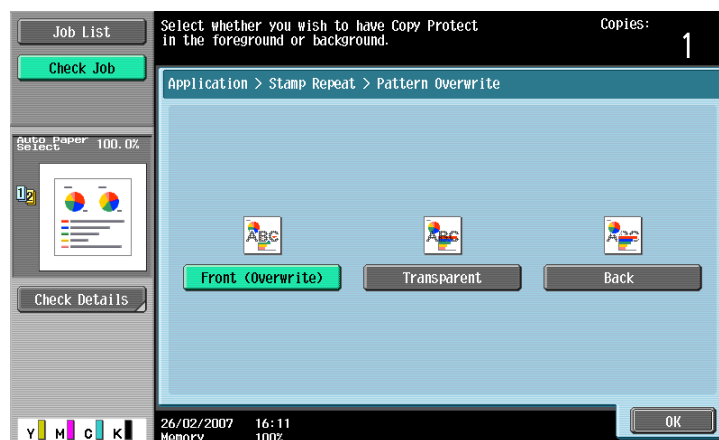 Job List
Check Job
Select whether you wish to have Copy Protect
in the foreground or background.
Copies:
1
Application > Stamp Repeat > Pattern Overwrite
Auto Paper
Select
100.0%
1 2
ABC
ABC
ABC
Front (Overwrite)
Transparent
Back
Check Details
OK
Y M C K
26/02/2007 16:11
Memory 100%